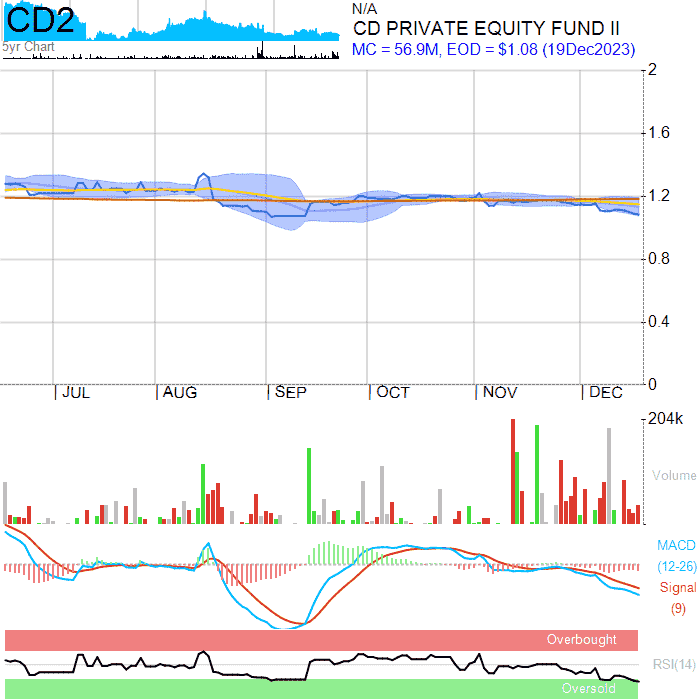 CD2
5yr Chart
N/A
CD PRIVATE EQUITY FUND II
MC = 56.9M, EOD = $1.08 (19Dec2023)
2
1.6
1.2
0.8
0.4
0
JUL AUG SEP OCT NOV DEC
204k
Volume
MACD
(12-26)
Signal
(9)
Overbought
RSI(14)
Oversold